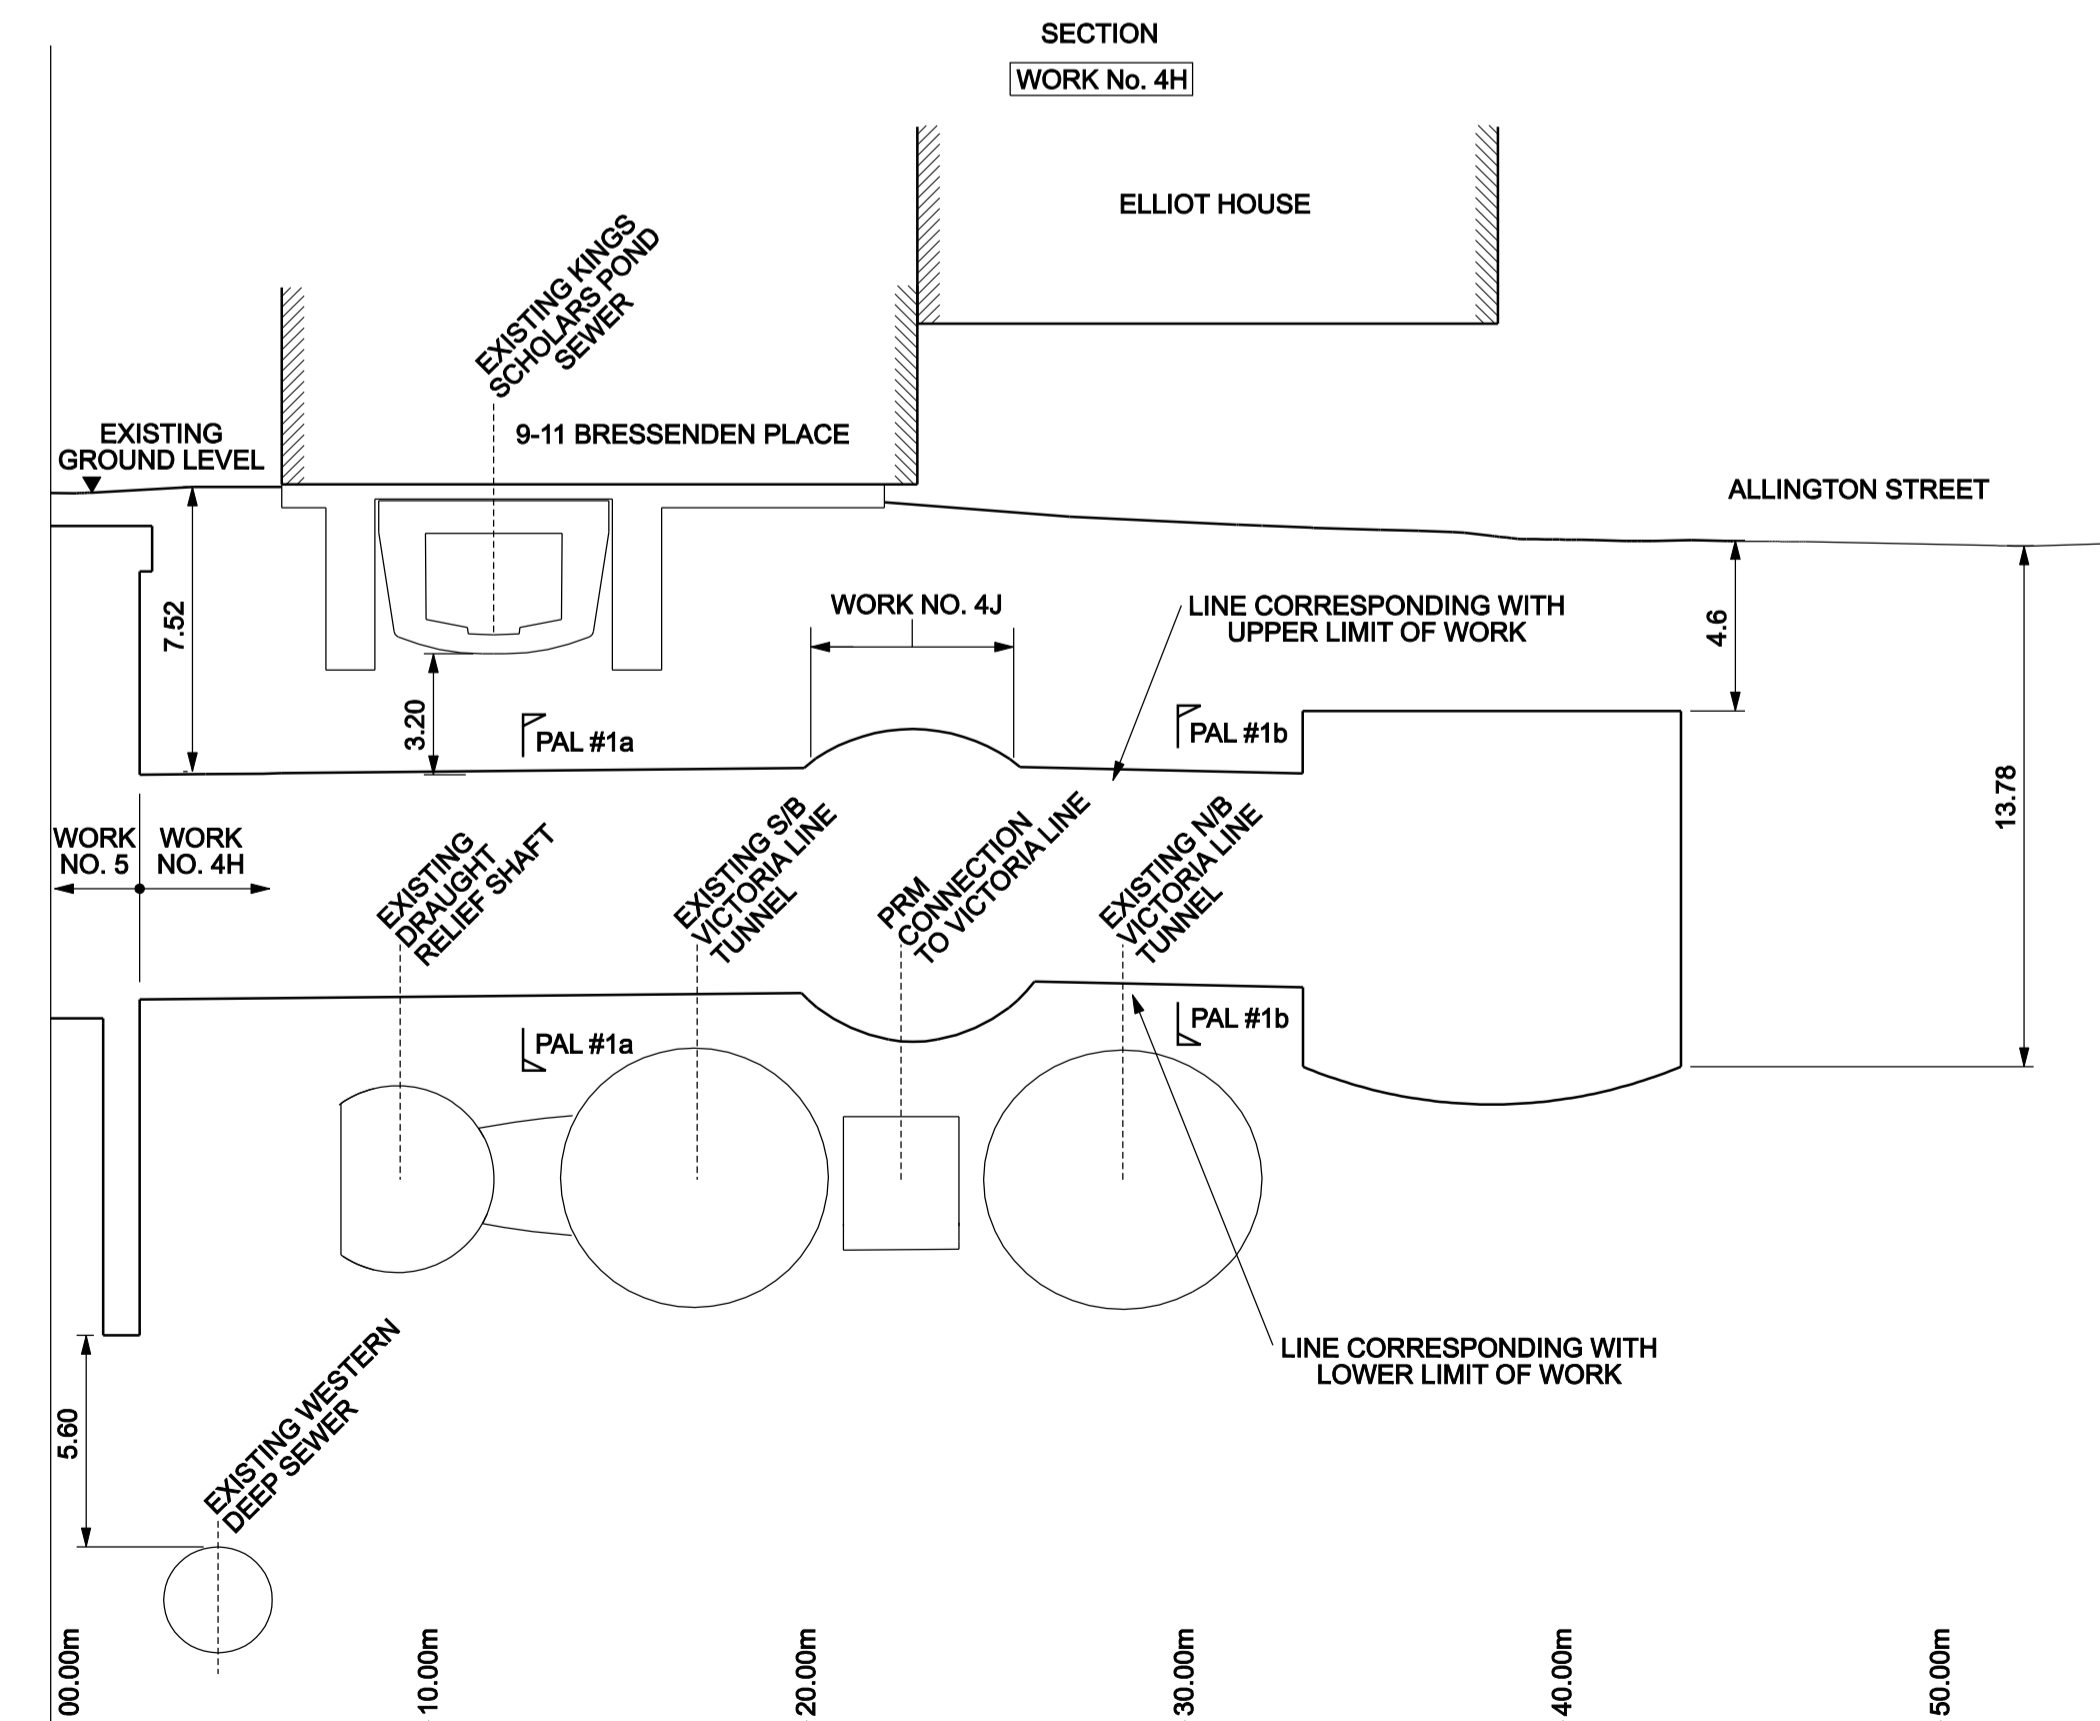 SECTION
WORK No. 4H
ELLIOT HOUSE
EXISTING KINGS
SCHOLARS POND
SEWER
9-11 BRESSENDEN PLACE
EXISTING
GROUND LEVEL
ALLINGTON STREET
7.52
3.20
WORK NO. 4J
LINE CORRESPONDING WITH
UPPER LIMIT OF WORK
4.6
13.78
PAL #1a
PAL #1b
WORK
NO. 5
WORK
NO. 4H
EXISTING
DRAUGHT
RELIEF SHAFT
EXISTING S/B
VICTORIA LINE
TUNNEL
PRM
CONNECTION
TO VICTORIA LINE
EXISTING N/B
VICTORIA LINE
TUNNEL
PAL #1a
PAL #1b
LINE CORRESPONDING WITH
LOWER LIMIT OF WORK
5.60
EXISTING WESTERN
DEEP SEWER
00.00m
10.00m
20.00m
30.00m
40.00m
50.00m